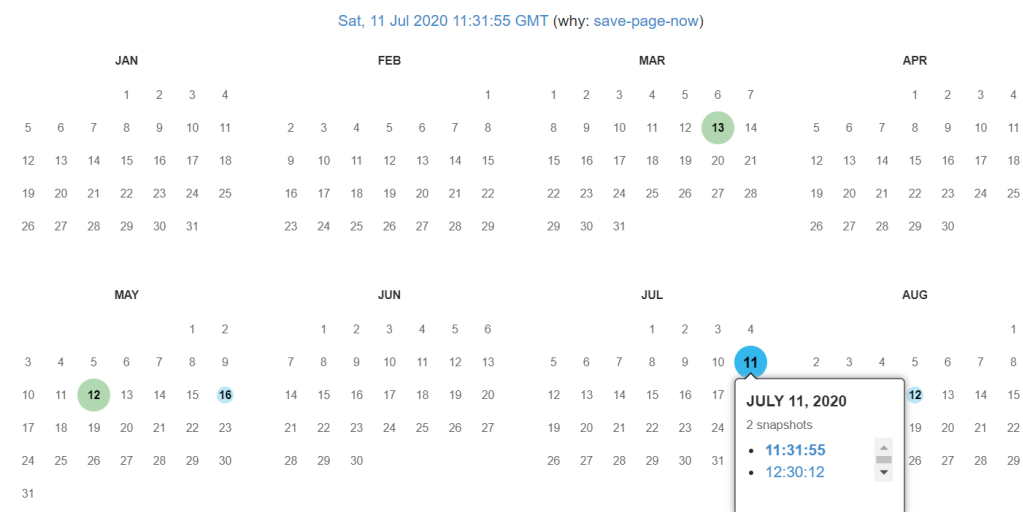 Sat, 11 Jul 2020 11:31:55 GMT (why: save-page-now)
JAN FEB MAR APR
1 2 3 4 1 1 2 3 4 5 6 7 1 2 3 4
5 6 7 8 9 10 11 2 3 4 5 6 7 8 8 9 10 11 12 13 14 5 6 7 8 9 10 11
12 13 14 15 16 17 18 9 10 11 12 13 14 15 15 16 17 18 19 20 21 12 13 14 15 16 17 18
19 20 21 22 23 24 25 16 17 18 19 20 21 22 22 23 24 25 26 27 28 19 20 21 22 23 24 25
26 27 28 29 30 31 23 24 25 26 27 28 29 29 30 31 26 27 28 29 30
MAY JUN JUL AUG
1 2 1 2 3 4 5 6 1 2 3 4 1
3 4 5 6 7 8 9 7 8 9 10 11 12 13 5 6 7 8 9 10 11 2 3 4 5 6 7 8
10 11 12 13 14 15 16 14 15 16 17 18 19 20 12 13 14 15 16 17 12 13 14 15
17 18 19 20 21 22 23 21 22 23 24 25 26 27 19 20 21 22 23 24 19 20 21 22
24 25 26 27 28 29 30 28 29 30 26 27 28 29 30 31 26 27 28 29
31
JULY 11, 2020
2 snapshots
• 11:31:55
• 12:30:12